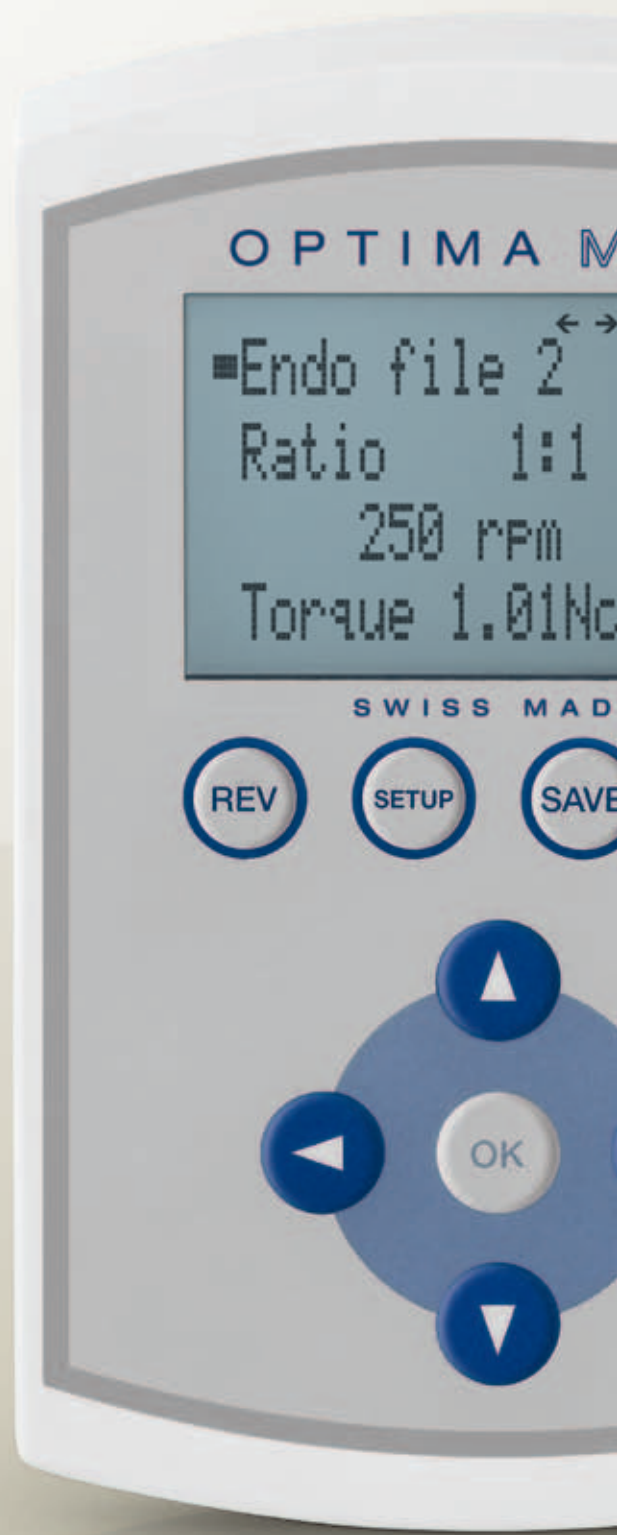 OPTIMA M
Endo file 2
Ratio 1:1
250 rpm
Torque 1.01Nc
SWISS MAD
REV SETUP SAVE
OK